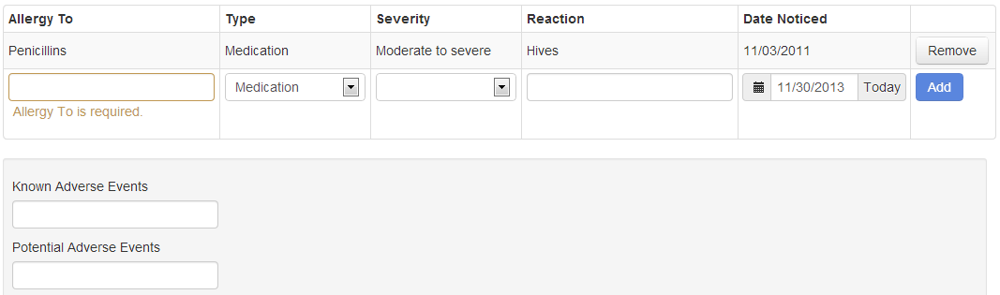 Allergy To Type Severity Reaction Date Noticed
Penicillins Medication Moderate to severe Hives 11/03/2011 Remove
Medication 11/30/2013 Today Add
Allergy To is required.
Known Adverse Events
Potential Adverse Events